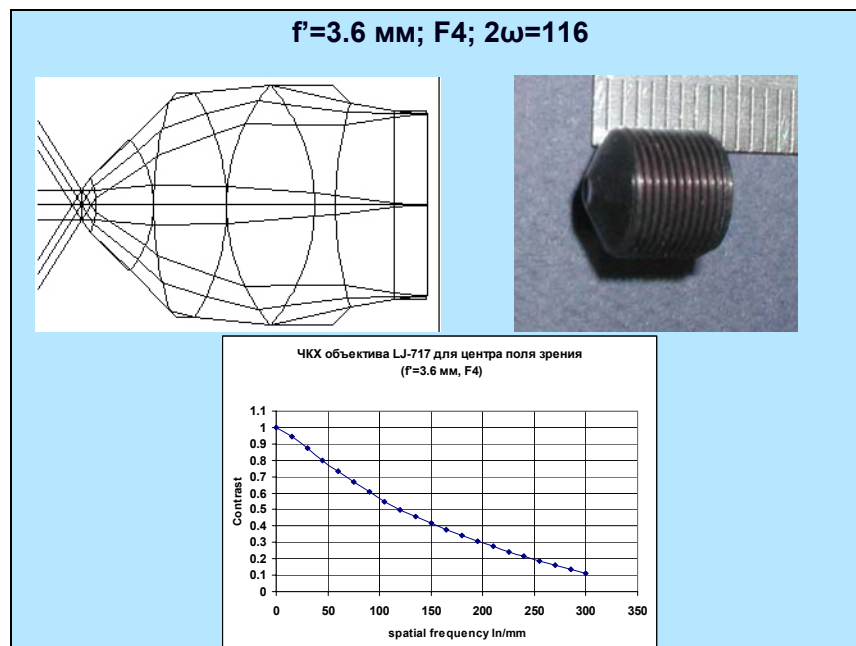 f’=3.6 мм; F4; 2ω=116
ЧКХ объектива LJ-717 для центра поля зрения
(f'=3.6 мм, F4)
1.1
1
0.9
0.8
0.7
0.6
0.5
0.4
0.3
0.2
0.1
0
Contrast
0 50 100 150 200 250 300 350
spatial frequency ln/mm